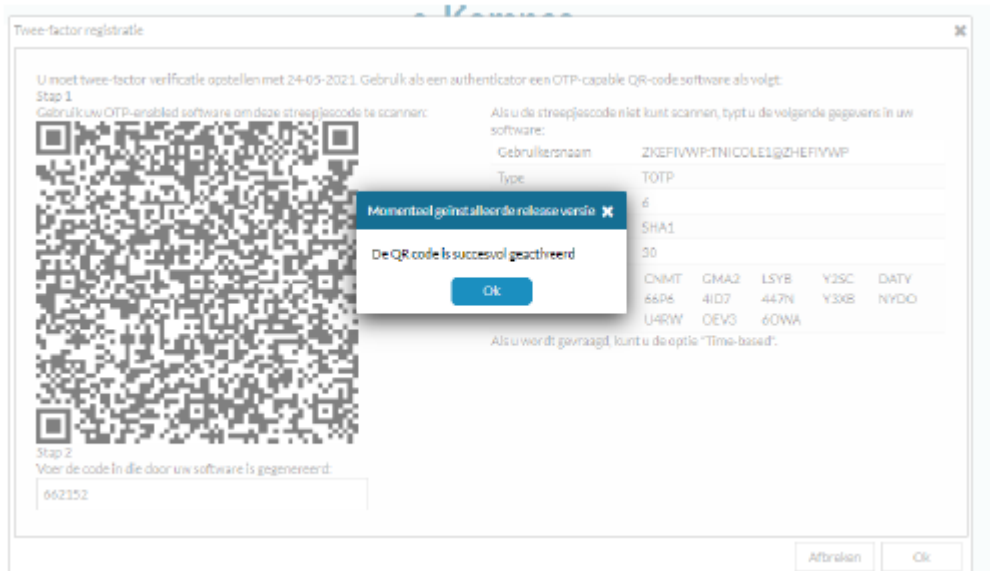 Twee-factor registratie
U moet twee-factor verificatie opstellen met 24-05-2021. Gebruik als een authenticator een OTP-capable QR-code software als volgt:
Stap 1
Gebruik uw OTP-enabled software om deze streepjescode te scannen:
Als u de streepjescode niet kunt scannen, typt u de volgende gegevens in uw
software:
Gebruikersnaam ZKEFIVWP:TNICOLE1@ZHEFIVWP
Type TOTP
6
SHA1
30
CNMT GMA2 LSYB Y2SC DATY
66P6 4ID7 447N Y3XB NYDO
U4RW OEV3 6OWA
Als u wordt gevraagd, kunt u de optie "Time-based".
Momenteel geïnstalleerde release versie
De QR code is succesvol geactiveerd
Ok
Stap 2
Voer de code in die door uw software is gegenereerd:
662152
Afbreken Ok